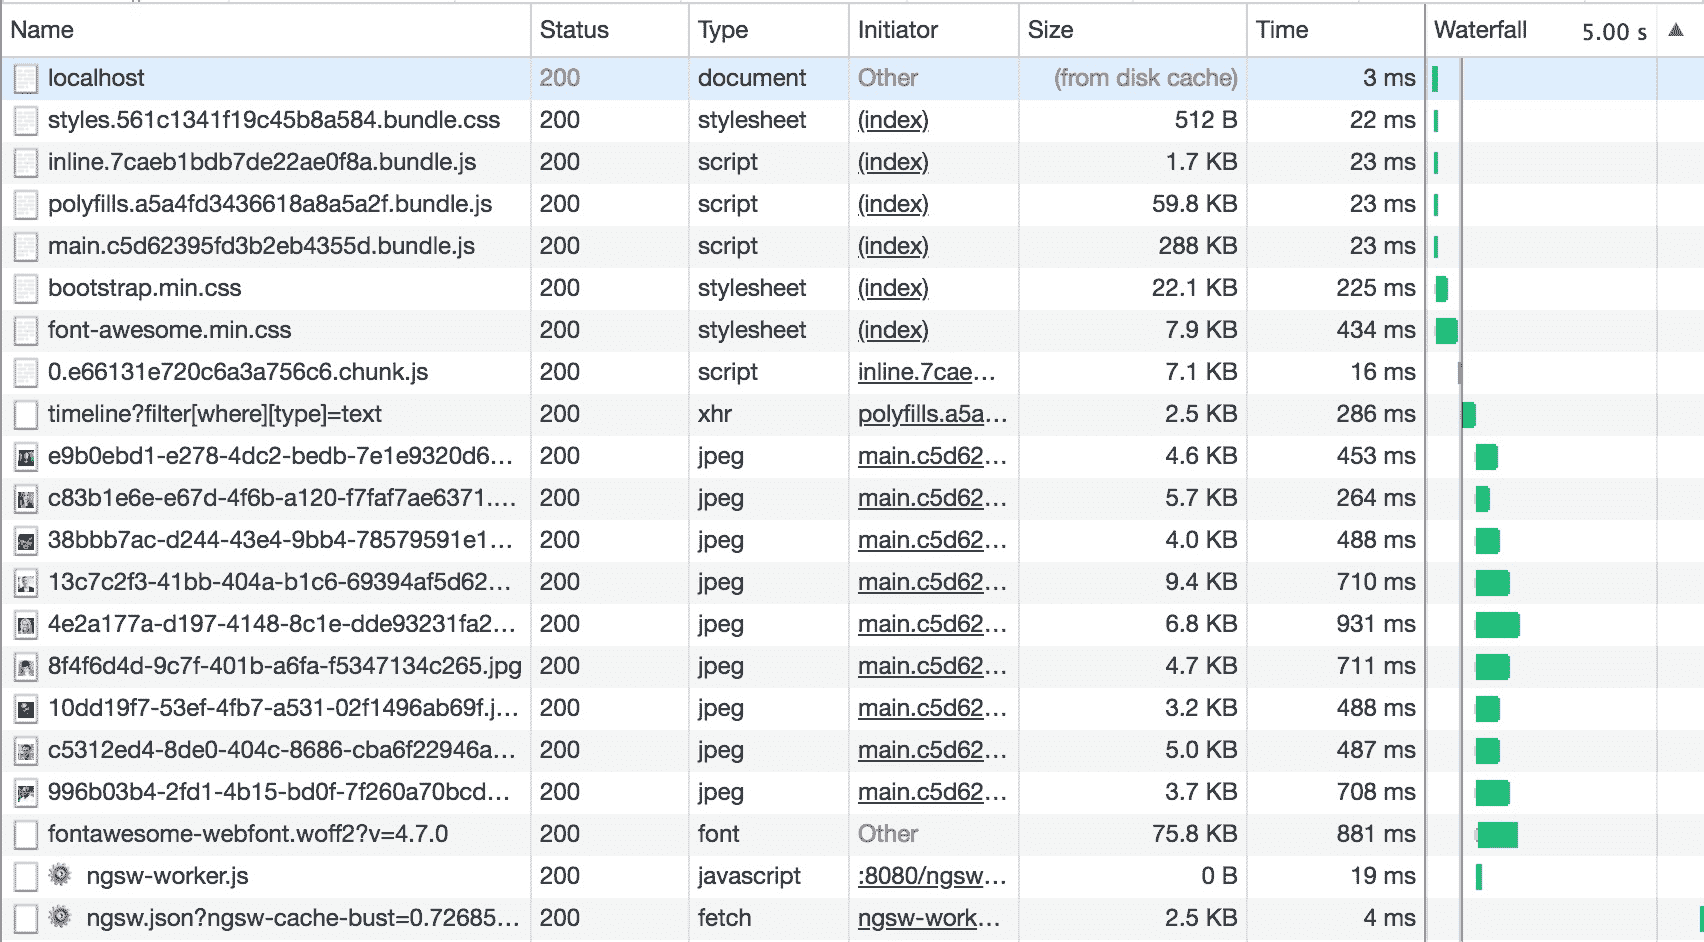 Name Status Type Initiator Size Time Waterfall 5.00 s ▲
localhost 200 document Other (from disk cache) 3 ms
styles.561c1341f19c45b8a584.bundle.css 200 stylesheet (index) 512 B 22 ms
inline.7caeb1bdb7de22ae0f8a.bundle.js 200 script (index) 1.7 KB 23 ms
polyfills.a5a4fd3436618a8a5a2f.bundle.js 200 script (index) 59.8 KB 23 ms
main.c5d62395fd3b2eb4355d.bundle.js 200 script (index) 288 KB 23 ms
bootstrap.min.css 200 stylesheet (index) 22.1 KB 225 ms
font-awesome.min.css 200 stylesheet (index) 7.9 KB 434 ms
0.e66131e720c6a3a756c6.chunk.js 200 script inline.7cae… 7.1 KB 16 ms
timeline?filter[where][type]=text 200 xhr polyfills.a5a… 2.5 KB 286 ms
e9b0ebd1-e278-4dc2-bedb-7e1e9320d6… 200 jpeg main.c5d62… 4.6 KB 453 ms
c83b1e6e-e67d-4f6b-a120-f7faf7ae6371.… 200 jpeg main.c5d62… 5.7 KB 264 ms
38bbb7ac-d244-43e4-9bb4-78579591e1… 200 jpeg main.c5d62… 4.0 KB 488 ms
13c7c2f3-41bb-404a-b1c6-69394af5d62… 200 jpeg main.c5d62… 9.4 KB 710 ms
4e2a177a-d197-4148-8c1e-dde93231fa2… 200 jpeg main.c5d62… 6.8 KB 931 ms
8f4f6d4d-9c7f-401b-a6fa-f5347134c265.jpg 200 jpeg main.c5d62… 4.7 KB 711 ms
10dd19f7-53ef-4fb7-a531-02f1496ab69f.j… 200 jpeg main.c5d62… 3.2 KB 488 ms
c5312ed4-8de0-404c-8686-cba6f22946a… 200 jpeg main.c5d62… 5.0 KB 487 ms
996b03b4-2fd1-4b15-bd0f-7f260a70bcd… 200 jpeg main.c5d62… 3.7 KB 708 ms
fontawesome-webfont.woff2?v=4.7.0 200 font Other 75.8 KB 881 ms
ngsw-worker.js 200 javascript :8080/ngsw… 0 B 19 ms
ngsw.json?ngsw-cache-bust=0.72685… 200 fetch ngsw-work… 2.5 KB 4 ms